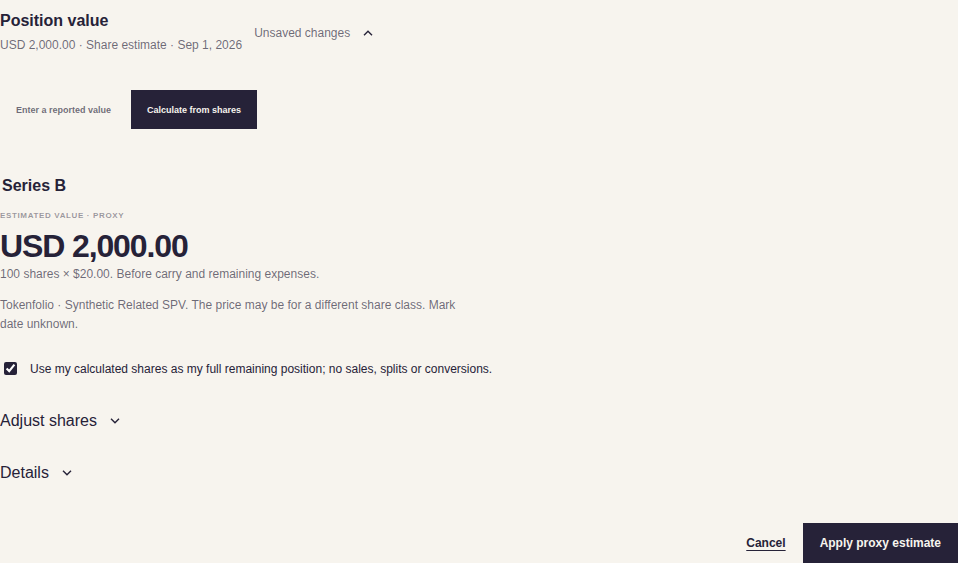 Position value
USD 2,000.00 · Share estimate · Sep 1, 2026
Unsaved changes
Enter a reported value
Calculate from shares
Series B
ESTIMATED VALUE · PROXY
USD 2,000.00
100 shares × $20.00. Before carry and remaining expenses.
Tokenfolio · Synthetic Related SPV. The price may be for a different share class. Mark
date unknown.
Use my calculated shares as my full remaining position; no sales, splits or conversions.
Adjust shares
Details
Cancel
Apply proxy estimate